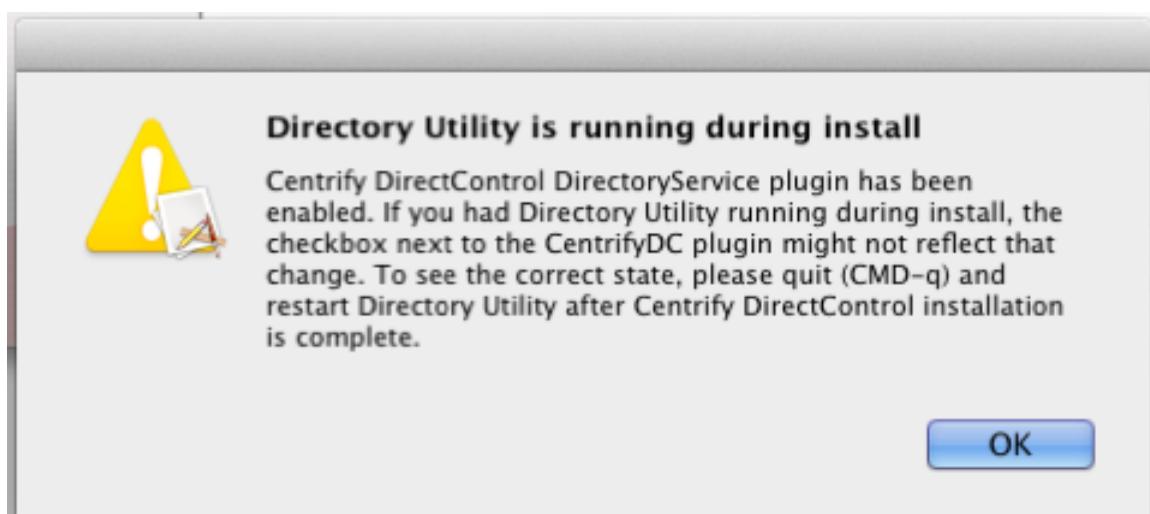 Directory Utility is running during install
Centrify DirectControl DirectoryService plugin has been
enabled. If you had Directory Utility running during install, the
checkbox next to the CentrifyDC plugin might not reflect that
change. To see the correct state, please quit (CMD-q) and
restart Directory Utility after Centrify DirectControl installation
is complete.
OK